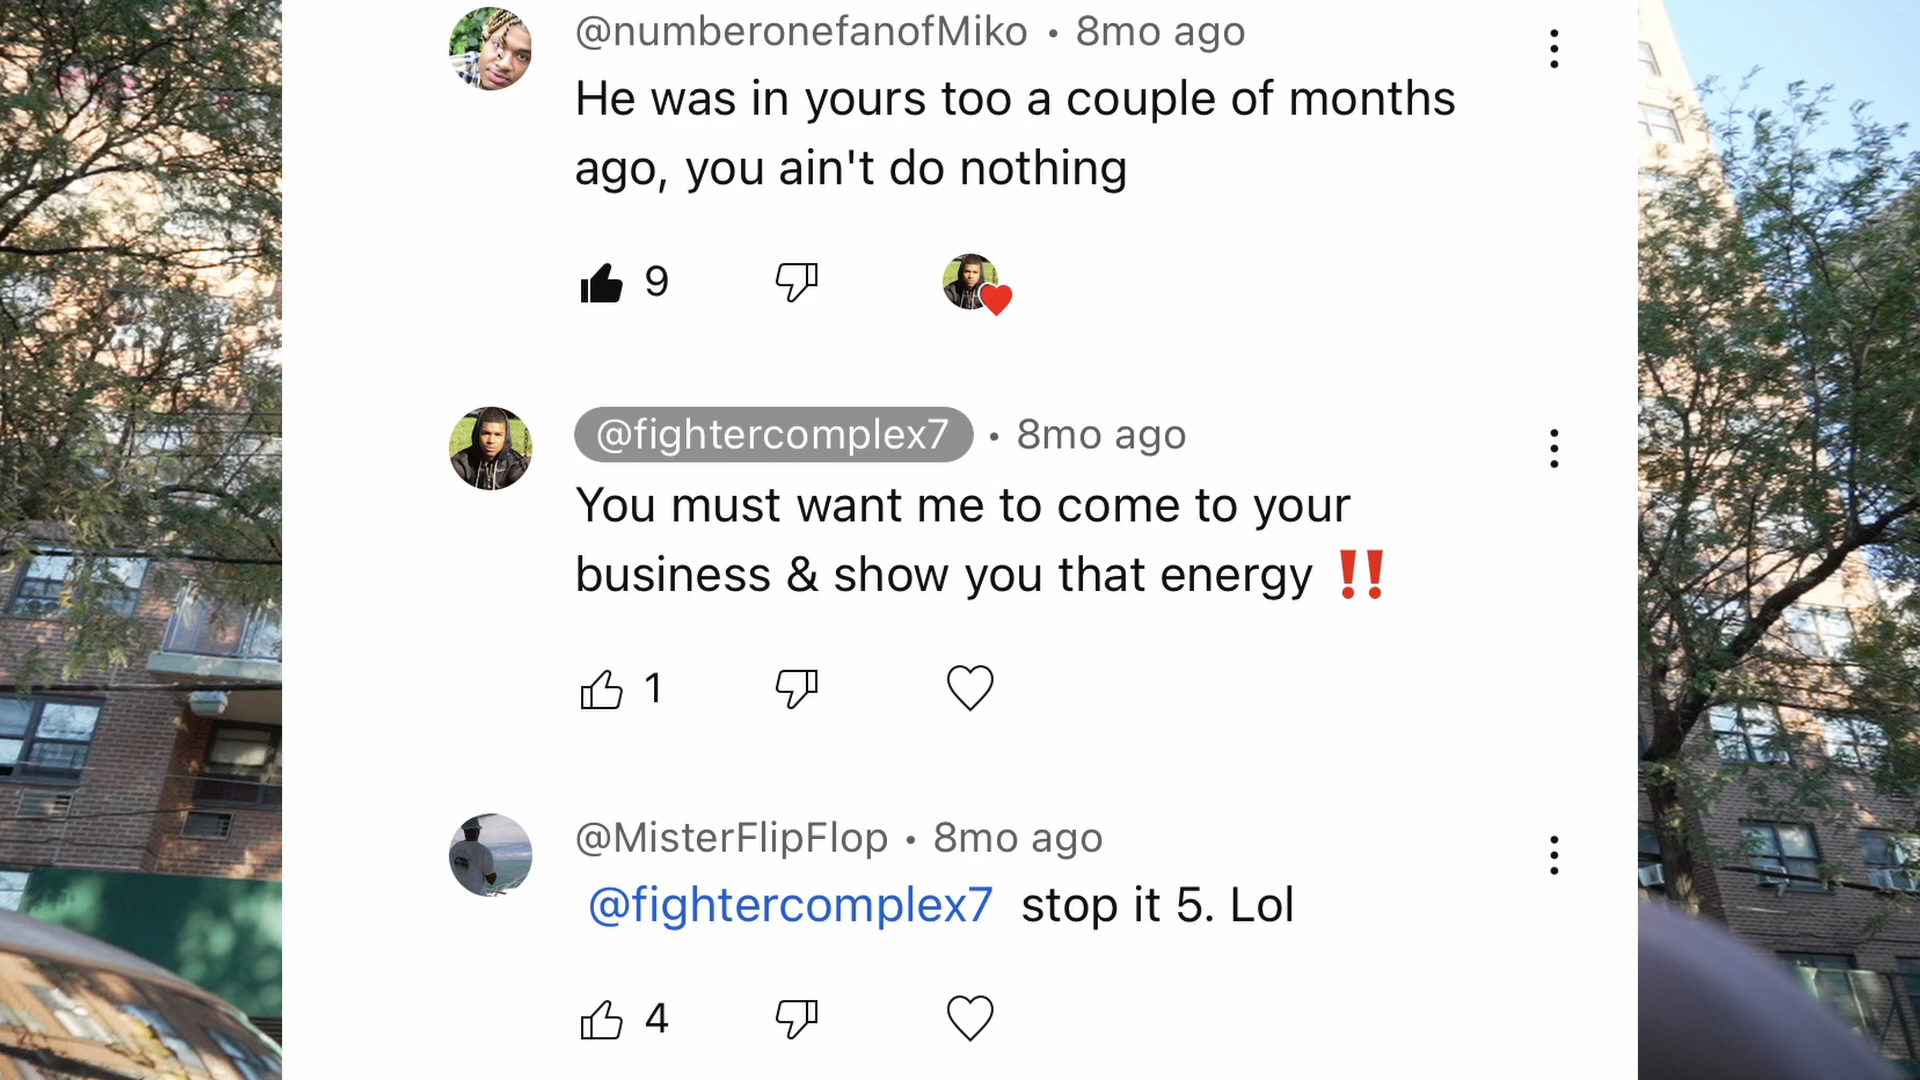 @numberonefanofMiko • 8mo ago
He was in yours too a couple of months
ago, you ain't do nothing
9
@fightercomplex7 • 8mo ago
You must want me to come to your
business & show you that energy ‼️
1
@MisterFlipFlop • 8mo ago
@fightercomplex7 stop it 5. Lol
4